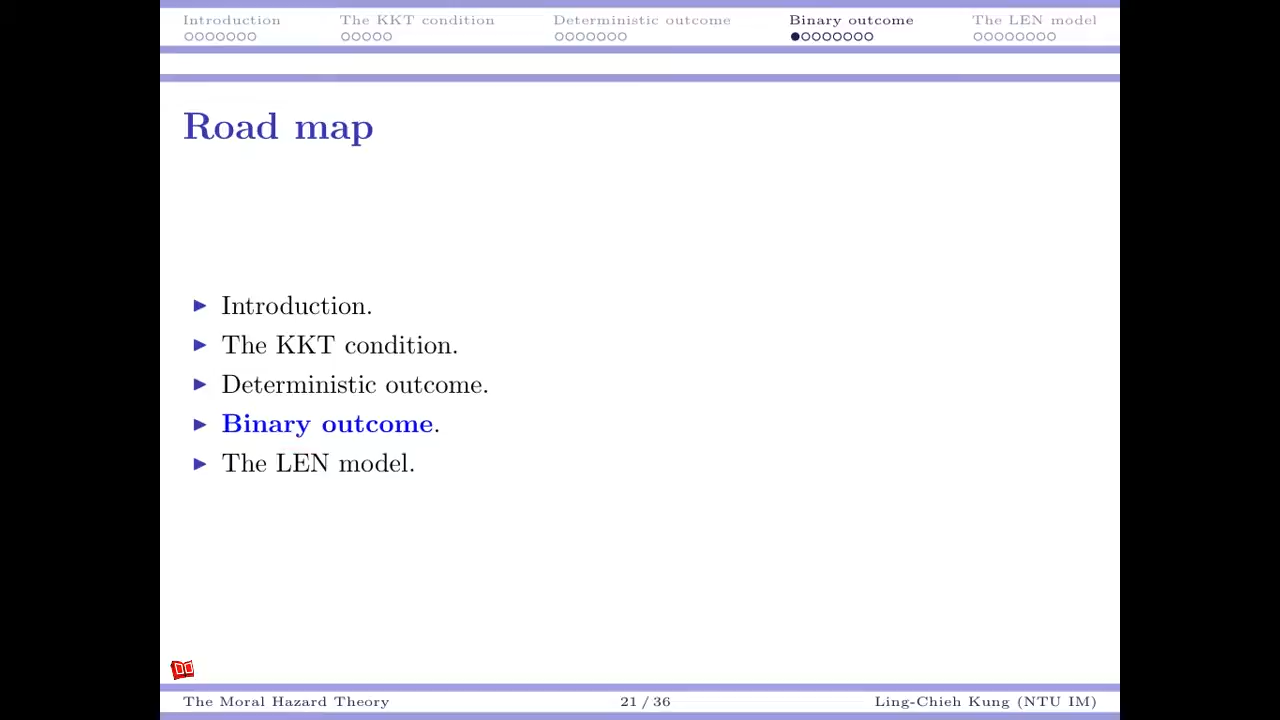 Introduction The KKT condition Deterministic outcome Binary outcome The LEN model
Road map
Introduction.
The KKT condition.
Deterministic outcome.
Binary outcome.
The LEN model.
The Moral Hazard Theory 21 / 36 Ling-Chieh Kung (NTU IM)